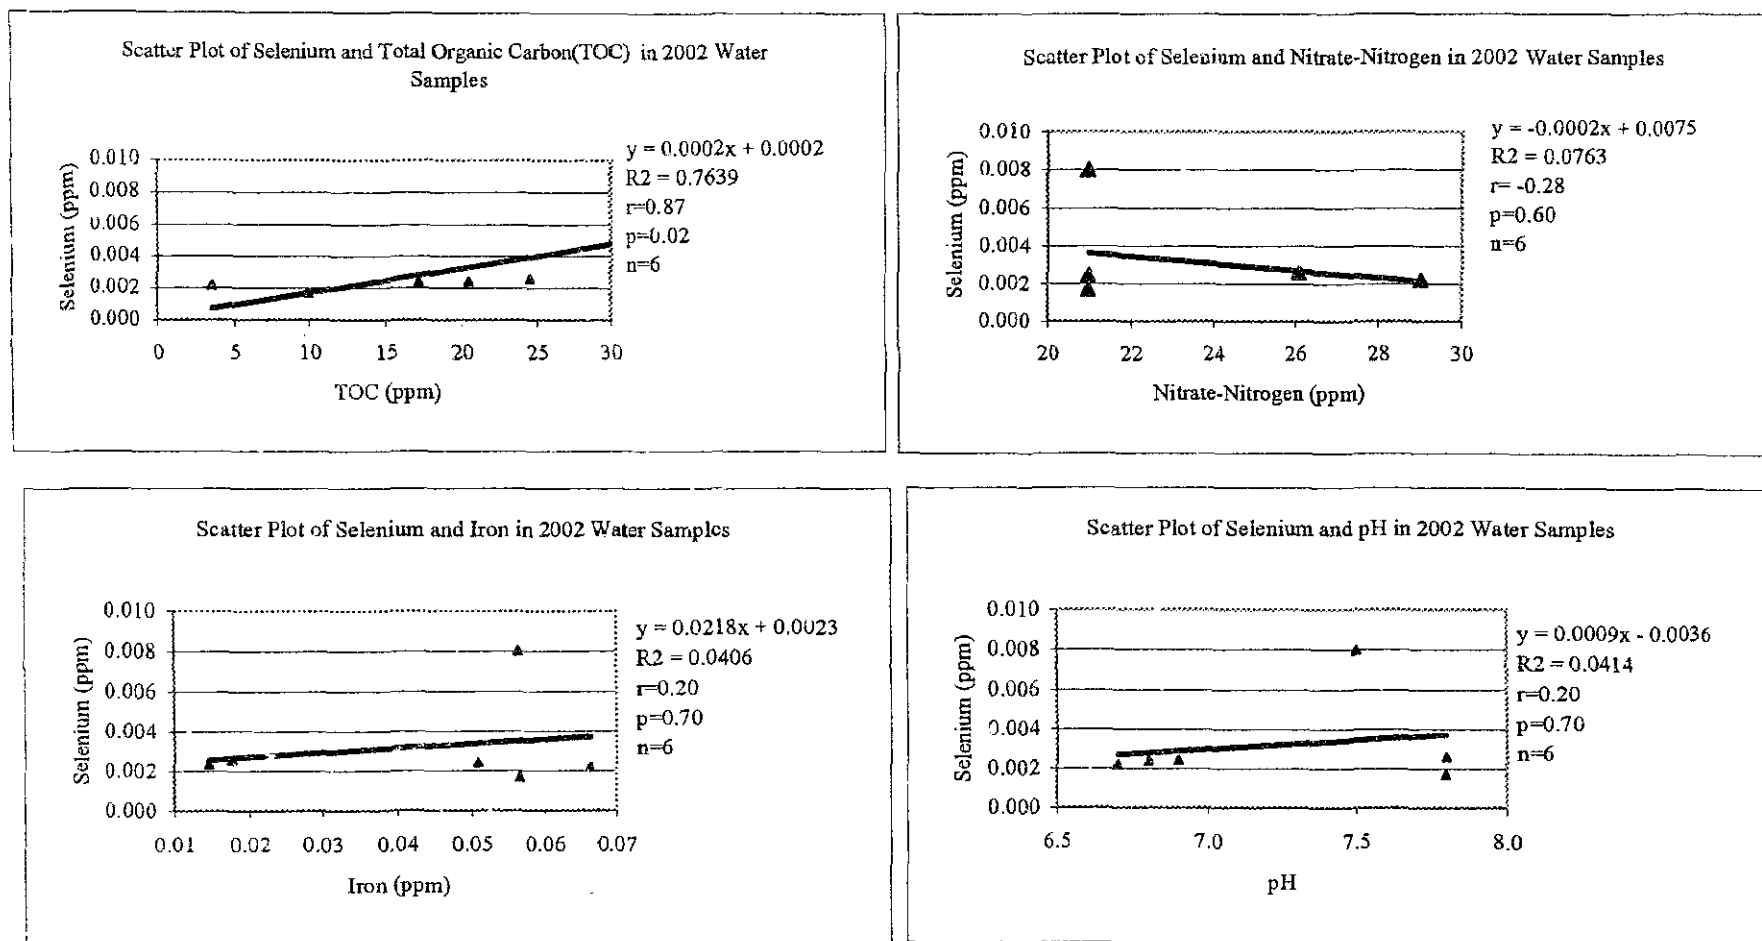 Scatter Plot of Selenium and Total Organic Carbon(TOC) in 2002 Water
Samples
y = 0.0002x + 0.0002
R2 = 0.7639
r=0.87
p=0.02
n=6
Selenium (ppm)
0.010
0.008
0.006
0.004
0.002
0.000
0 5 10 15 20 25 30
TOC (ppm)
Scatter Plot of Selenium and Nitrate-Nitrogen in 2002 Water Samples
y = -0.0002x + 0.0075
R2 = 0.0763
r= -0.28
p=0.60
n=6
Selenium (ppm)
0.010
0.008
0.006
0.004
0.002
0.000
20 22 24 26 28 30
Nitrate-Nitrogen (ppm)
Scatter Plot of Selenium and Iron in 2002 Water Samples
y = 0.0218x + 0.0023
R2 = 0.0406
r=0.20
p=0.70
n=6
Selenium (ppm)
0.010
0.008
0.006
0.004
0.002
0.000
0.01 0.02 0.03 0.04 0.05 0.06 0.07
Iron (ppm)
Scatter Plot of Selenium and pH in 2002 Water Samples
y = 0.0009x - 0.0036
R2 = 0.0414
r=0.20
p=0.70
n=6
Selenium (ppm)
0.010
0.008
0.006
0.004
0.002
0.000
6.5 7.0 7.5 8.0
pH